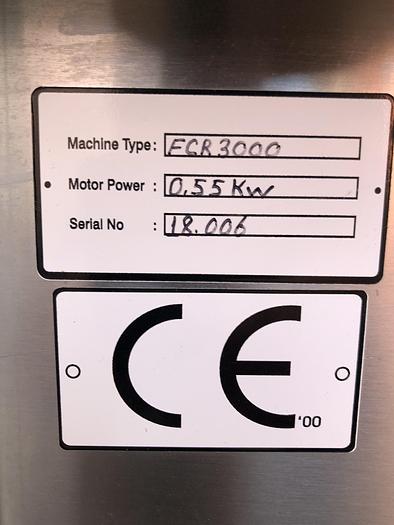 Machine Type: FCR3000
Motor Power : 0,55 Kw
Serial No : 18.006
CE
'00